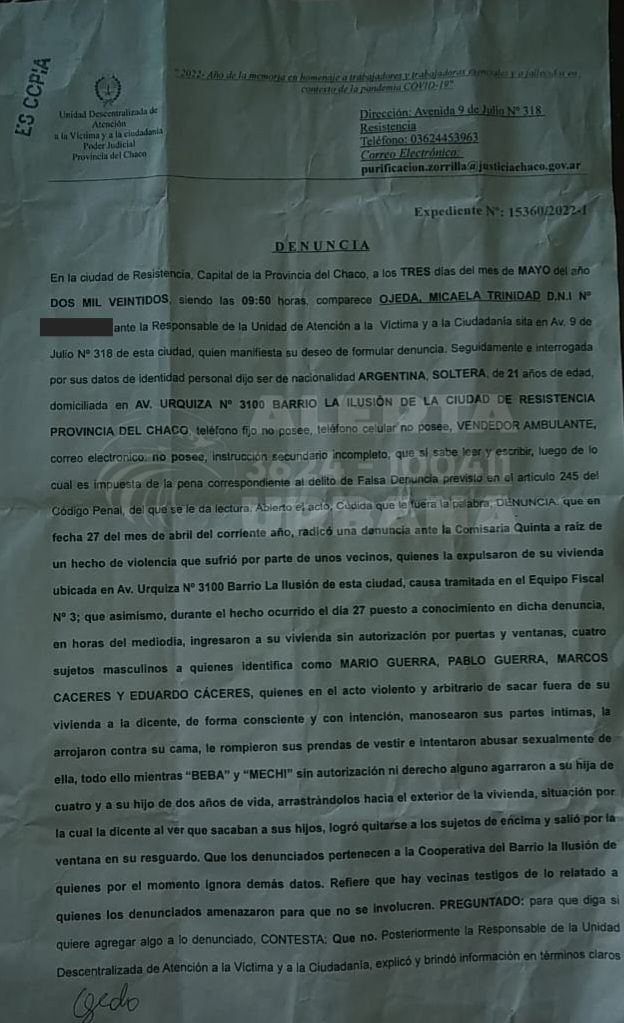 ES COPIA
"2022- Año de la memoria en homenaje a trabajadores y trabajadoras esenciales y a fallecidos en
contexto de la pandemia COVID-19"
Unidad Descentralizada de
Atención
a la Víctima y a la ciudadanía
Poder Judicial
Provincia del Chaco
Dirección: Avenida 9 de Julio N° 318
Resistencia
Teléfono: 03624453963
Correo Electrónico:
purificacion.zorrilla@justiciachaco.gov.ar
Expediente N°: 15360/2022-1
DENUNCIA
En la ciudad de Resistencia, Capital de la Provincia del Chaco, a los TRES días del mes de MAYO del año
DOS MIL VEINTIDOS, siendo las 09:50 horas, comparece OJEDA, MICAELA TRINIDAD D.N.I N°
ante la Responsable de la Unidad de Atención a la Víctima y a la Ciudadanía sita en Av. 9 de
Julio N° 318 de esta ciudad, quien manifiesta su deseo de formular denuncia. Seguidamente e interrogada
por sus datos de identidad personal dijo ser de nacionalidad ARGENTINA, SOLTERA, de 21 años de edad,
domiciliada en AV. URQUIZA N° 3100 BARRIO LA ILUSIÓN DE LA CIUDAD DE RESISTENCIA
PROVINCIA DEL CHACO, teléfono fijo no posee, teléfono celular no posee, VENDEDOR AMBULANTE,
correo electronico: no posee, instrucción secundario incompleto, que sí sabe leer y escribir, luego de lo
cual es impuesta de la pena correspondiente al delito de Falsa Denuncia previsto en el artículo 245 del
Código Penal, del que se le da lectura. Abierto el acto, Cedida que le fuera la palabra, DENUNCIA: que en
fecha 27 del mes de abril del corriente año, radicó una denuncia ante la Comisaria Quinta a raíz de
un hecho de violencia que sufrió por parte de unos vecinos, quienes la expulsaron de su vivienda
ubicada en Av. Urquiza N° 3100 Barrio La Ilusión de esta ciudad, causa tramitada en el Equipo Fiscal
N° 3; que asimismo, durante el hecho ocurrido el día 27 puesto a conocimiento en dicha denuncia,
en horas del mediodía, ingresaron a su vivienda sin autorización por puertas y ventanas, cuatro
sujetos masculinos a quienes identifica como MARIO GUERRA, PABLO GUERRA, MARCOS
CACERES Y EDUARDO CÁCERES, quienes en el acto violento y arbitrario de sacar fuera de su
vivienda a la dicente, de forma consciente y con intención, manosearon sus partes íntimas, la
arrojaron contra su cama, le rompieron sus prendas de vestir e intentaron abusar sexualmente de
ella, todo ello mientras "BEBA" y "MECHI" sin autorización ni derecho alguno agarraron a su hija de
cuatro y a su hijo de dos años de vida, arrastrándolos hacia el exterior de la vivienda, situación por
la cual la dicente al ver que sacaban a sus hijos, logró quitarse a los sujetos de encima y salió por la
ventana en su resguardo. Que los denunciados pertenecen a la Cooperativa del Barrio la Ilusión de
quienes por el momento ignora demás datos. Refiere que hay vecinas testigos de lo relatado a
quienes los denunciados amenazaron para que no se involucren. PREGUNTADO: para que diga si
quiere agregar algo a lo denunciado, CONTESTA: Que no. Posteriormente la Responsable de la Unidad
Descentralizada de Atención a la Víctima y a la Ciudadanía, explicó y brindó información en términos claros